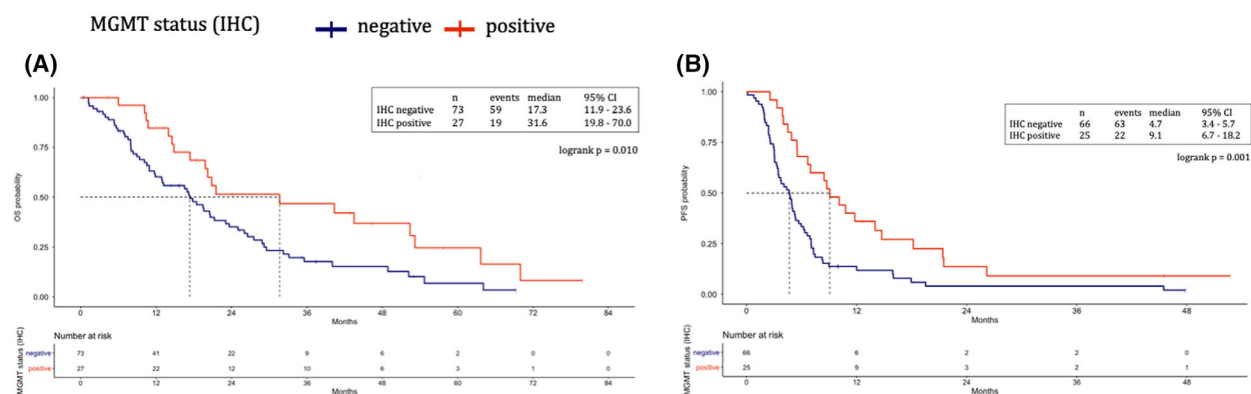 MGMT status (IHC) negative positive
(A)
n events median 95% CI
IHC negative 73 59 17.3 11.9 - 23.6
IHC positive 27 19 31.6 19.8 - 70.0
logrank p = 0.010
OS probability
1.00
0.75
0.50
0.25
0.00
0 12 24 36 48 60 72 84
Months
Number at risk
MGMT status (IHC)
negative 73 41 22 9 6 2 0 0
positive 27 22 12 10 6 3 1 0
0 12 24 36 48 60 72 84
Months
(B)
n events median 95% CI
IHC negative 66 63 4.7 3.4 - 5.7
IHC positive 25 22 9.1 6.7 - 18.2
logrank p = 0.001
PFS probability
1.00
0.75
0.50
0.25
0.00
0 12 24 36 48
Months
Number at risk
MGMT status (IHC)
negative 66 6 2 2 0
positive 25 9 3 2 1
0 12 24 36 48
Months